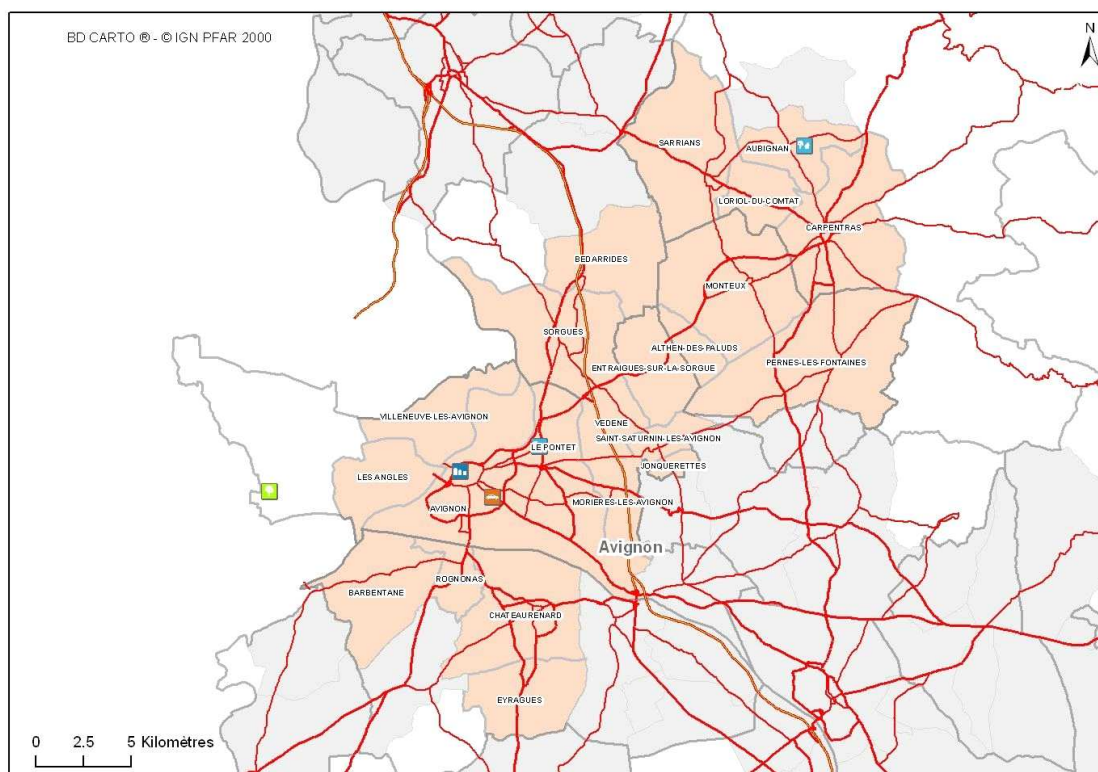 BD CARTO ® - © IGN PFAR 2000
N
SARRIANS
AUBIGNAN
LORIOL-DU-COMTAT
CARPENTRAS
BEDARRIDES
MONTEUX
SORGUES
ALTHEN-DES-PALUDS
PERNES-LES-FONTAINES
ENTRAIGUES-SUR-LA-SORGUE
VILLENEUVE-LES-AVIGNON
VEDENE
SAINT-SATURNIN-LES-AVIGNON
LE PONTET
JONQUERETTES
LES ANGLES
MORIERES-LES-AVIGNON
AVIGNON
Avignon
ROGNONAS
BARBENTANE
CHATEAURENARD
EYRAGUES
0 2.5 5 Kilomètres